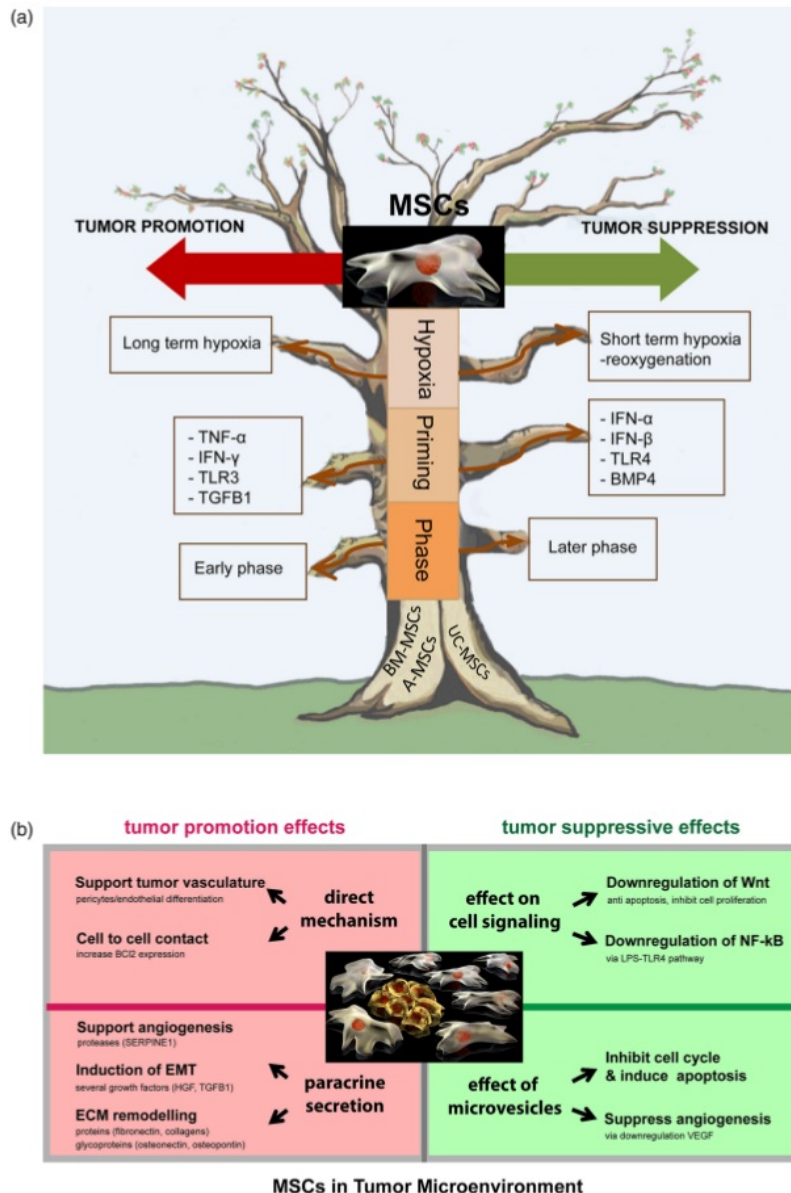 (a)
MSCs
TUMOR PROMOTION
TUMOR SUPPRESSION
Long term hypoxia
Hypoxia
Short term hypoxia
-reoxygenation
- TNF-α
- IFN-γ
- TLR3
- TGFB1
Priming
- IFN-α
- IFN-β
- TLR4
- BMP4
Early phase
Phase
Later phase
BM-MSCs
A-MSCs
UC-MSCs
(b)
tumor promotion effects
tumor suppressive effects
Support tumor vasculature
pericytes/endothelial differentiation
Cell to cell contact
increase BCl2 expression
direct
mechanism
effect on
cell signaling
Downregulation of Wnt
anti apoptosis, inhibit cell proliferation
Downregulation of NF-kB
via LPS-TLR4 pathway
Support angiogenesis
proteases (SERPINE1)
Induction of EMT
several growth factors (HGF, TGFB1)
ECM remodelling
proteins (fibronectin, collagens)
glycoproteins (osteonectin, osteopontin)
paracrine
secretion
effect of
microvesicles
Inhibit cell cycle
& induce apoptosis
Suppress angiogenesis
via downregulation VEGF
MSCs in Tumor Microenvironment